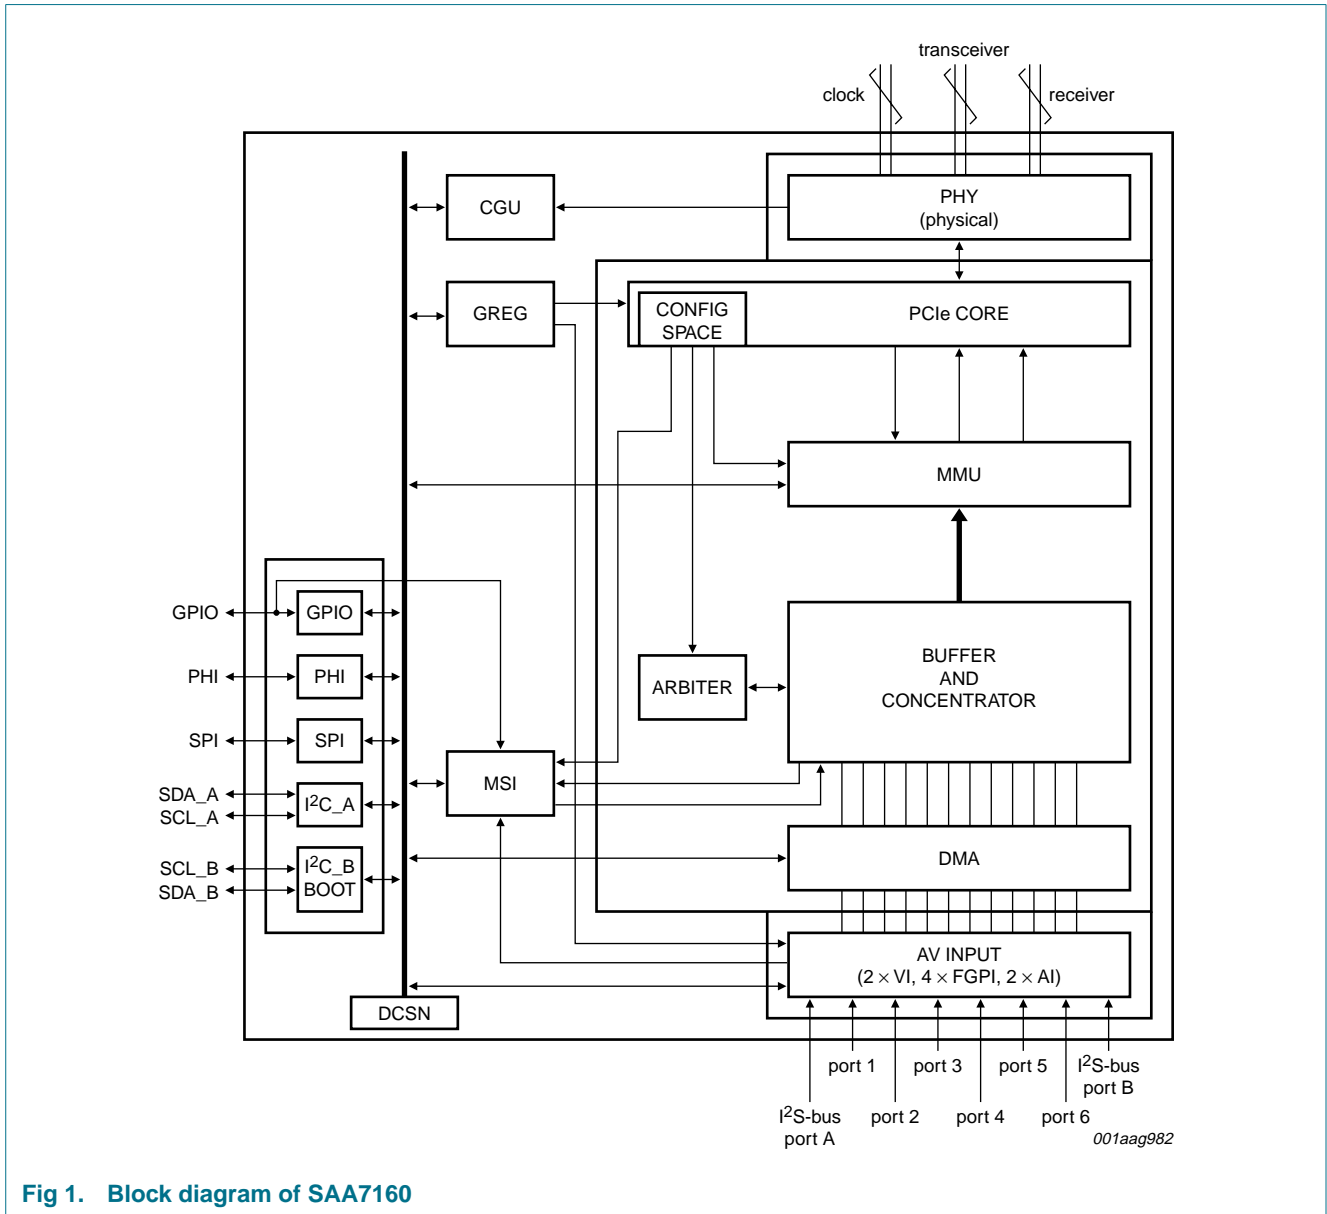 transceiver
clock
receiver
PHY
(physical)
CGU
GREG
CONFIG
SPACE
PCIe CORE
MMU
GPIO
GPIO
PHI
PHI
SPI
SPI
SDA_A
SCL_A
I²C_A
SCL_B
SDA_B
I²C_B
BOOT
BUFFER
AND
CONCENTRATOR
ARBITER
MSI
DMA
AV INPUT
(2 × VI, 4 × FGPI, 2 × AI)
DCSN
port 1
port 3
port 5
I²S-bus
port B
I²S-bus
port A
port 2
port 4
port 6
001aag982
Fig 1. Block diagram of SAA7160